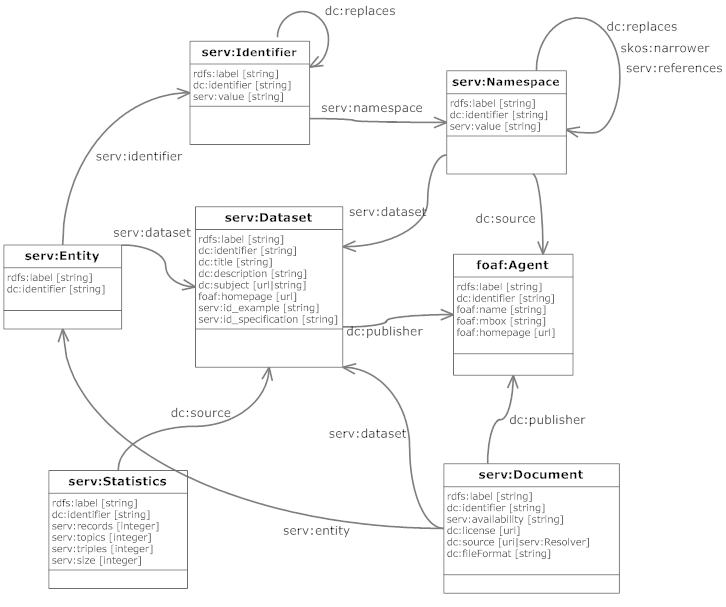 dc:replaces
serv:Identifier
rdfs:label [string]
dc:identifier [string]
serv:value [string]
dc:replaces
skos:narrower
serv:references
serv:Namespace
rdfs:label [string]
dc:identifier [string]
serv:value [string]
serv:namespace
serv:identifier
serv:Dataset
rdfs:label [string]
dc:identifier [string]
dc:title [string]
dc:description [string]
dc:subject [url|string]
foaf:homepage [url]
serv:id_example [string]
serv:id_specification [string]
serv:dataset
dc:source
serv:dataset
serv:Entity
rdfs:label [string]
dc:identifier [string]
foaf:Agent
rdfs:label [string]
dc:identifier [string]
foaf:name [string]
foaf:mbox [string]
foaf:homepage [url]
dc:publisher
dc:source
serv:dataset
dc:publisher
serv:Statistics
rdfs:label [string]
dc:identifier [string]
serv:records [integer]
serv:topics [integer]
serv:triples [integer]
serv:size [integer]
serv:entity
serv:Document
rdfs:label [string]
dc:identifier [string]
serv:availability [string]
dc:license [url]
dc:source [uri|serv:Resolver]
dc:fileFormat [string]